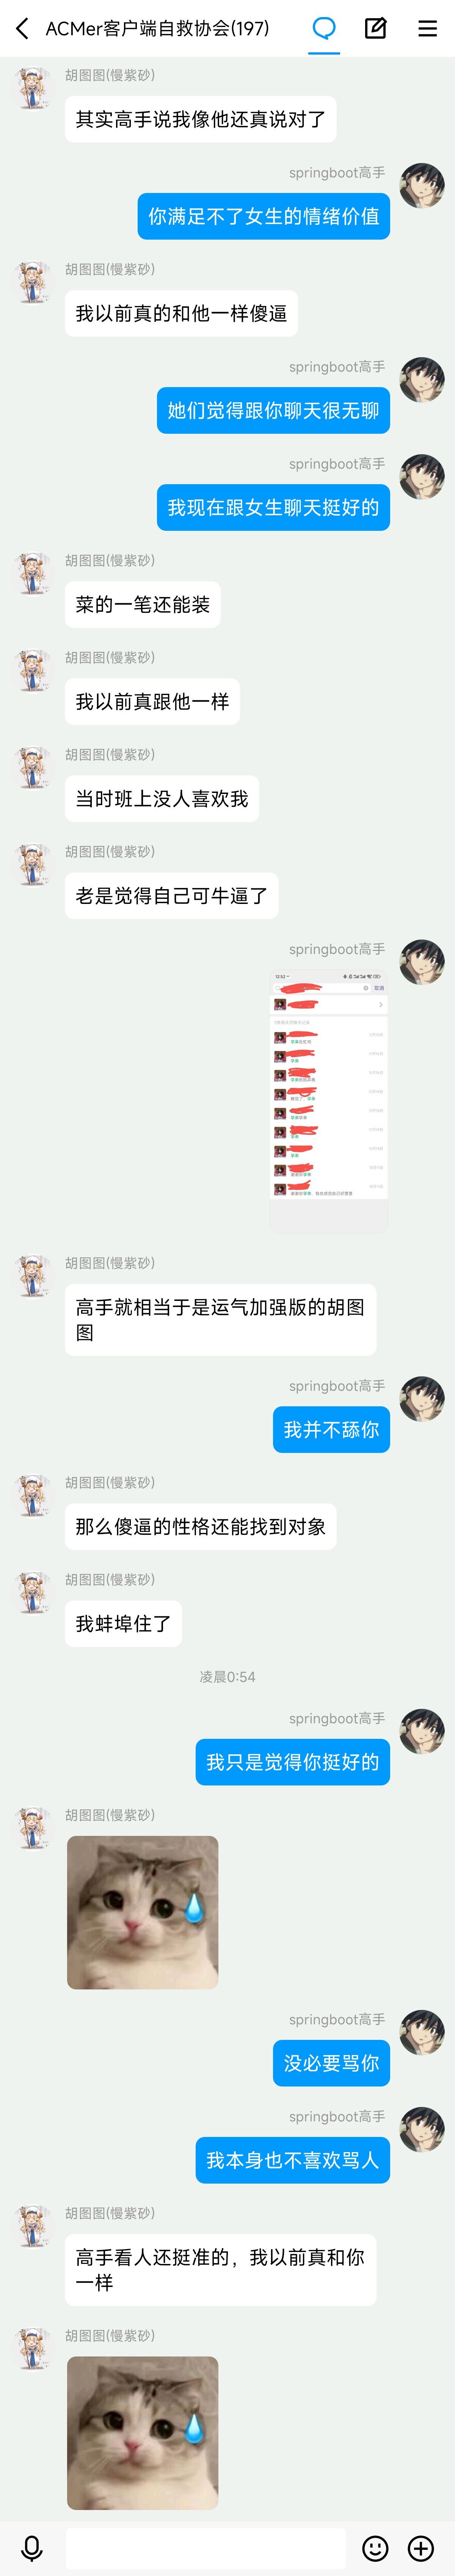 ACMer客户端自救协会(197)
胡图图(慢紫砂)
其实高手说我像他还真说对了
springboot高手
你满足不了女生的情绪价值
胡图图(慢紫砂)
我以前真的和他一样傻逼
springboot高手
她们觉得跟你聊天很无聊
springboot高手
我现在跟女生聊天挺好的
胡图图(慢紫砂)
菜的一笔还能装
胡图图(慢紫砂)
我以前真跟他一样
胡图图(慢紫砂)
当时班上没人喜欢我
胡图图(慢紫砂)
老是觉得自己可牛逼了
springboot高手
12:52
取消
胡图图(慢紫砂)
高手就相当于是运气加强版的胡图
图
springboot高手
我并不舔你
胡图图(慢紫砂)
那么傻逼的性格还能找到对象
胡图图(慢紫砂)
我蚌埠住了
凌晨0:54
springboot高手
我只是觉得你挺好的
胡图图(慢紫砂)
springboot高手
没必要骂你
springboot高手
我本身也不喜欢骂人
胡图图(慢紫砂)
高手看人还挺准的，我以前真和你
一样
胡图图(慢紫砂)